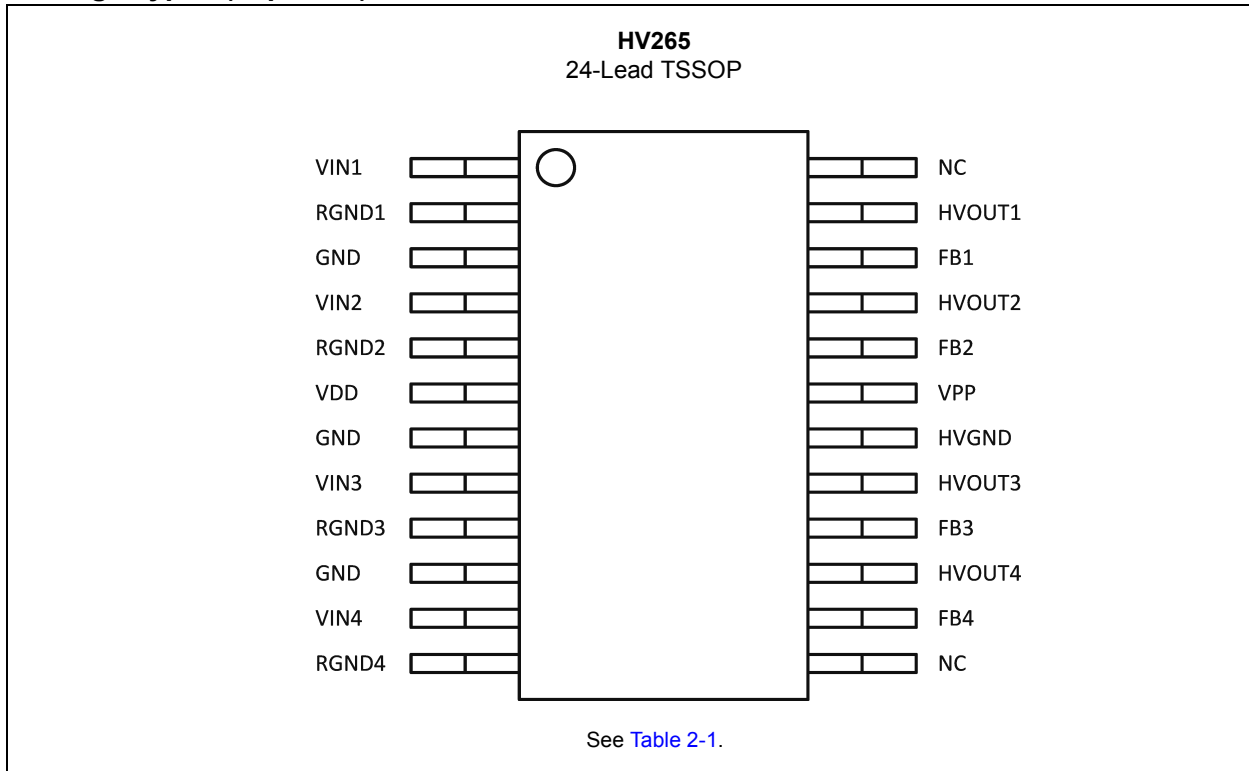 HV265
24-Lead TSSOP
VIN1
RGND1
GND
VIN2
RGND2
VDD
GND
VIN3
RGND3
GND
VIN4
RGND4
NC
HVOUT1
FB1
HVOUT2
FB2
VPP
HVGND
HVOUT3
FB3
HVOUT4
FB4
NC
See Table 2-1.